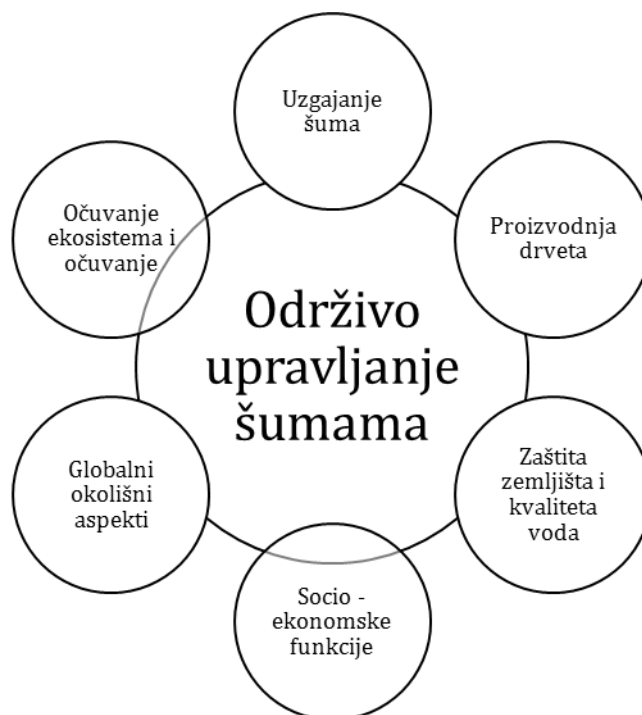 Uzgajanje
šuma
Proizvodnja
drveta
Zaštita
zemljišta i
kvaliteta
voda
Socio -
ekonomske
funkcije
Globalni
okolišni
aspekti
Očuvanje
ekosistema i
očuvanje
Održivo
upravljanje
šumama